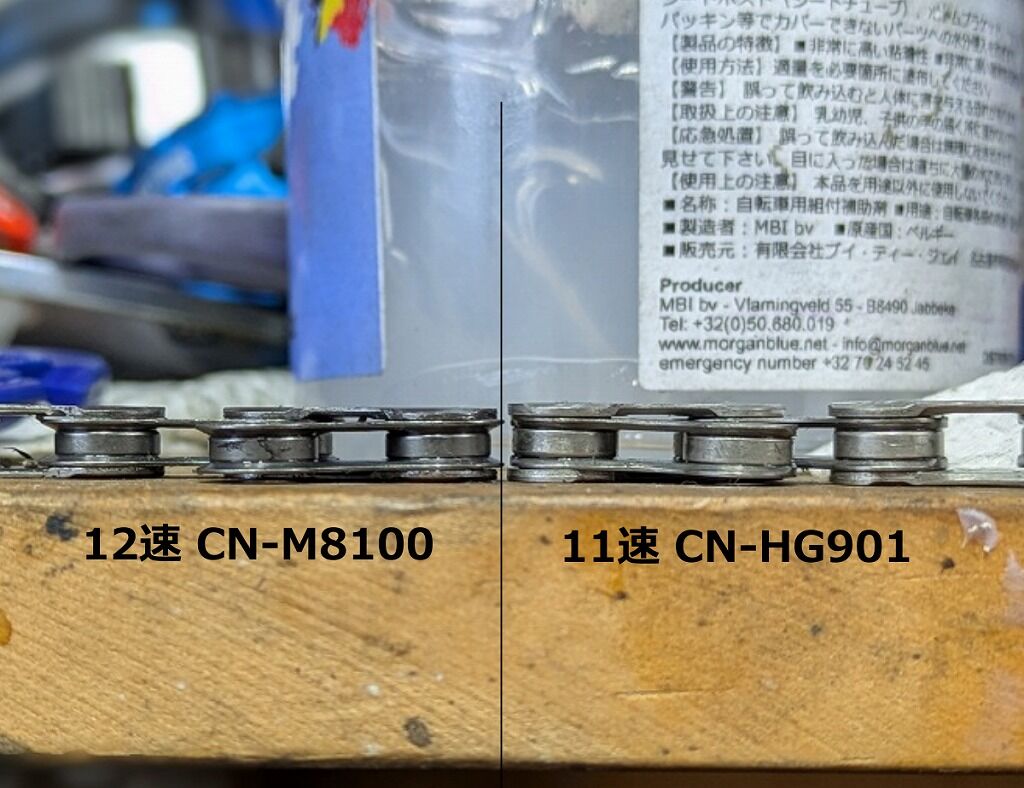 パッキン等でカバーできないパーツへの水分
【製品の特徴】■非常に高い粘着性
【使用方法】適量を必要箇所に塗布してください。
【警告】誤って飲み込むと人体に
【取扱上の注意】乳幼児、子供の手の届く
【応急処置】誤って飲み込んだ場合は
見せて下さい。目に入った場合は直ちに
【使用上の注意】本品を用途以外に使用しない
■名称:自転車用組付補助剤 ■用途:自転車
■製造者:MBI bv ■原産国:ベルギー
■販売元:有限会社ブイ・ティー・ジェイ
Producer
MBI bv - Vlamingveld 55 - B8490 Jabbeke
Tel: +32(0)50.680.019
www.morganblue.net - info@morganblue.net
emergency number +32 70 24 52 45
12速 CN-M8100
11速 CN-HG901